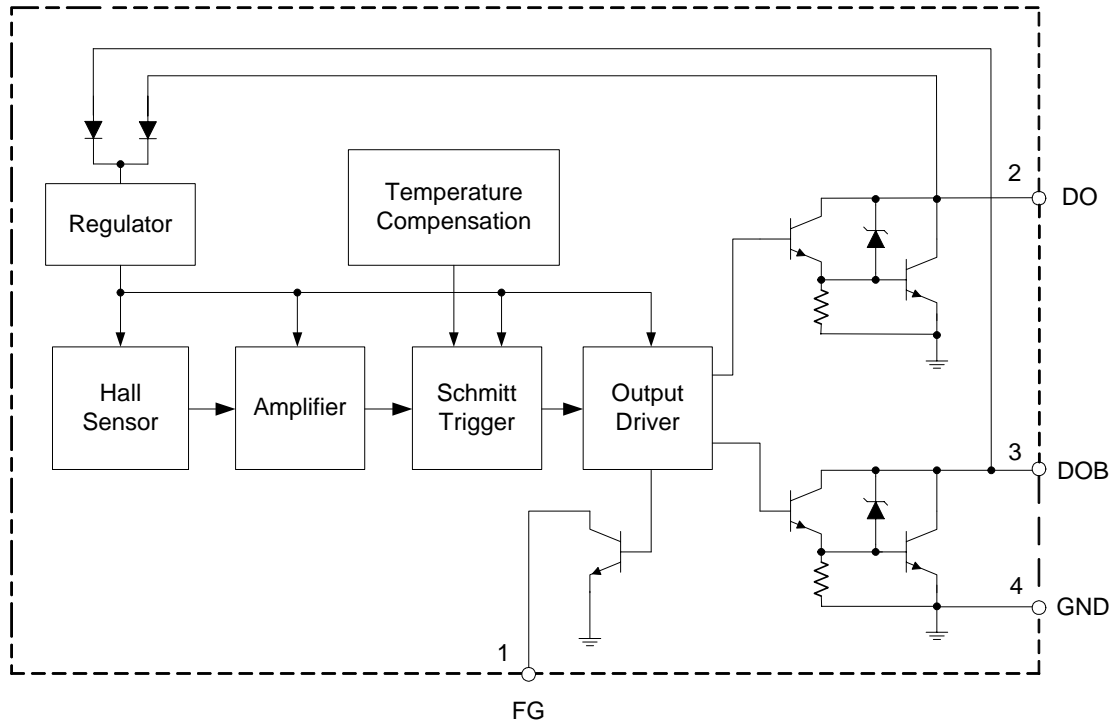 Temperature
Compensation
Regulator
2
DO
Hall
Sensor
Amplifier
Schmitt
Trigger
Output
Driver
3
DOB
4
GND
1
FG